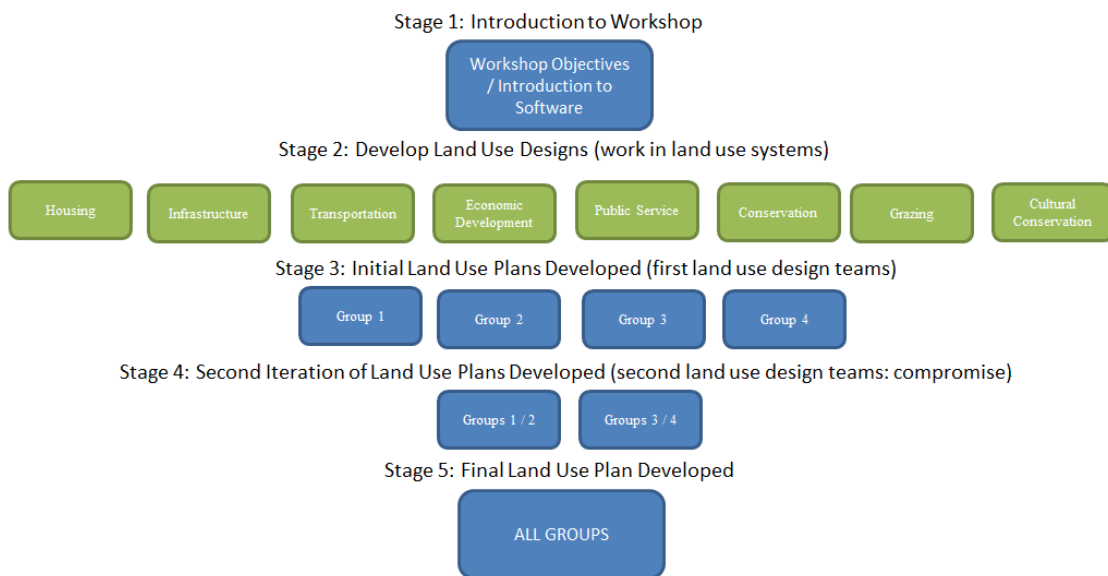 Stage 1: Introduction to Workshop
Workshop Objectives
/ Introduction to
Software
Stage 2: Develop Land Use Designs (work in land use systems)
Housing
Infrastructure
Transportation
Economic
Development
Public Service
Conservation
Grazing
Cultural
Conservation
Stage 3: Initial Land Use Plans Developed (first land use design teams)
Group 1
Group 2
Group 3
Group 4
Stage 4: Second Iteration of Land Use Plans Developed (second land use design teams: compromise)
Groups 1 / 2
Groups 3 / 4
Stage 5: Final Land Use Plan Developed
ALL GROUPS